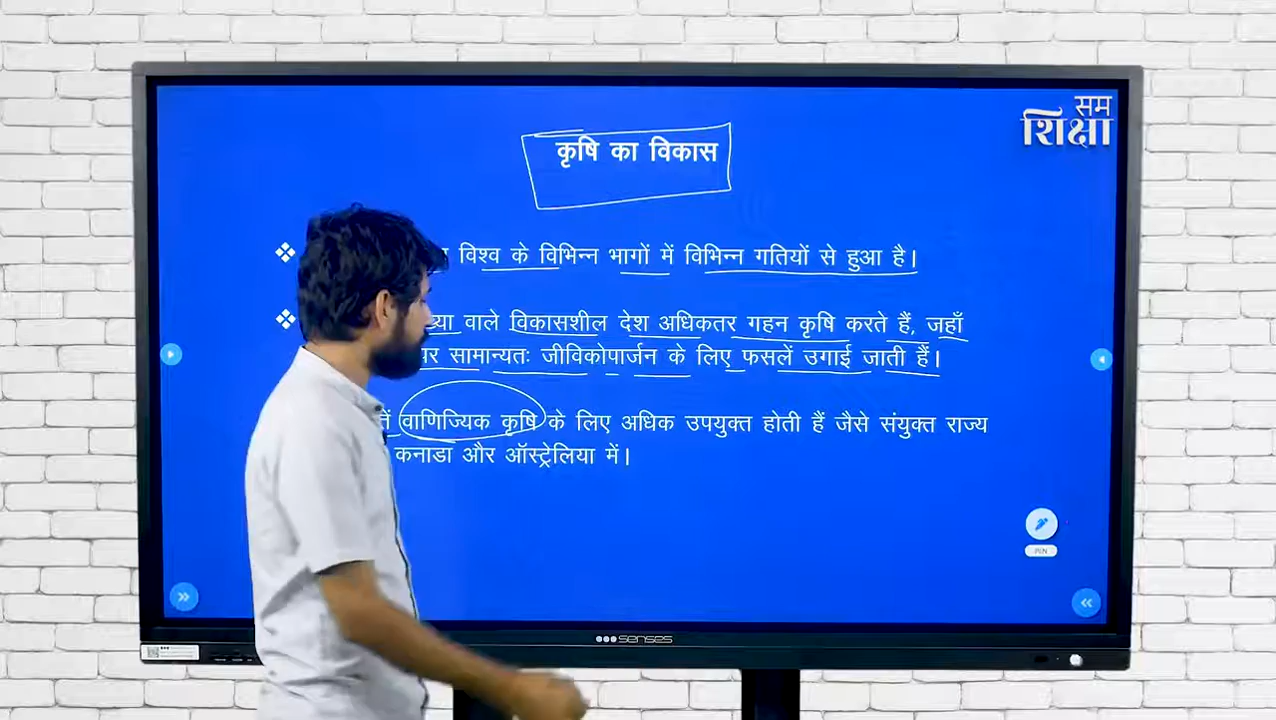 सम
शिक्षा
कृषि का विकास
विश्व के विभिन्न भागों में विभिन्न गतियों से हुआ है।
वाले विकासशील देश अधिकतर गहन कृषि करते हैं, जहाँ
पर सामान्यतः जीविकोपार्जन के लिए फसलें उगाई जाती हैं।
वाणिज्यिक कृषि के लिए अधिक उपयुक्त होती हैं जैसे संयुक्त राज्य
कनाडा और ऑस्ट्रेलिया में।
PEN
senses